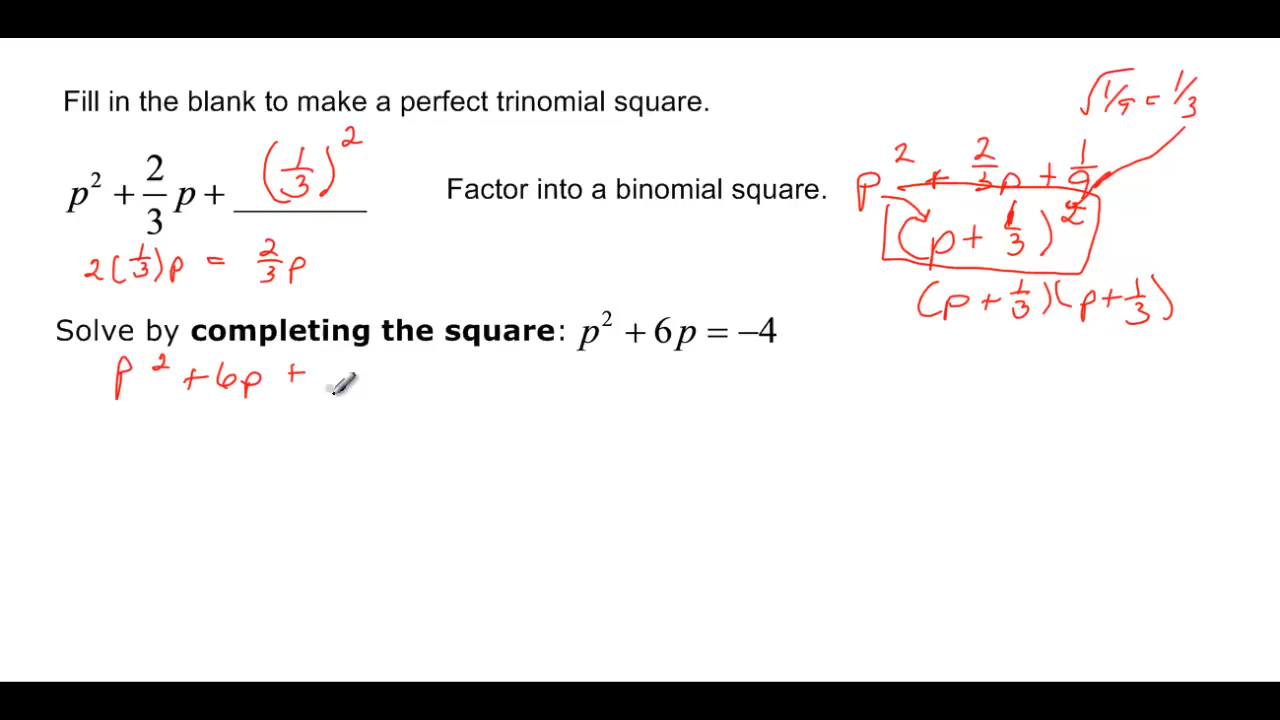 Fill in the blank to make a perfect trinomial square.
√1/9 = 1/3
p² + 2/3 p + (1/3)²
Factor into a binomial square.
p² + 2/3 p + 1/9
(p + 1/3)²
2(1/3)p = 2/3 p
(p + 1/3)(p + 1/3)
Solve by completing the square: p² + 6p = −4
p² + 6p +